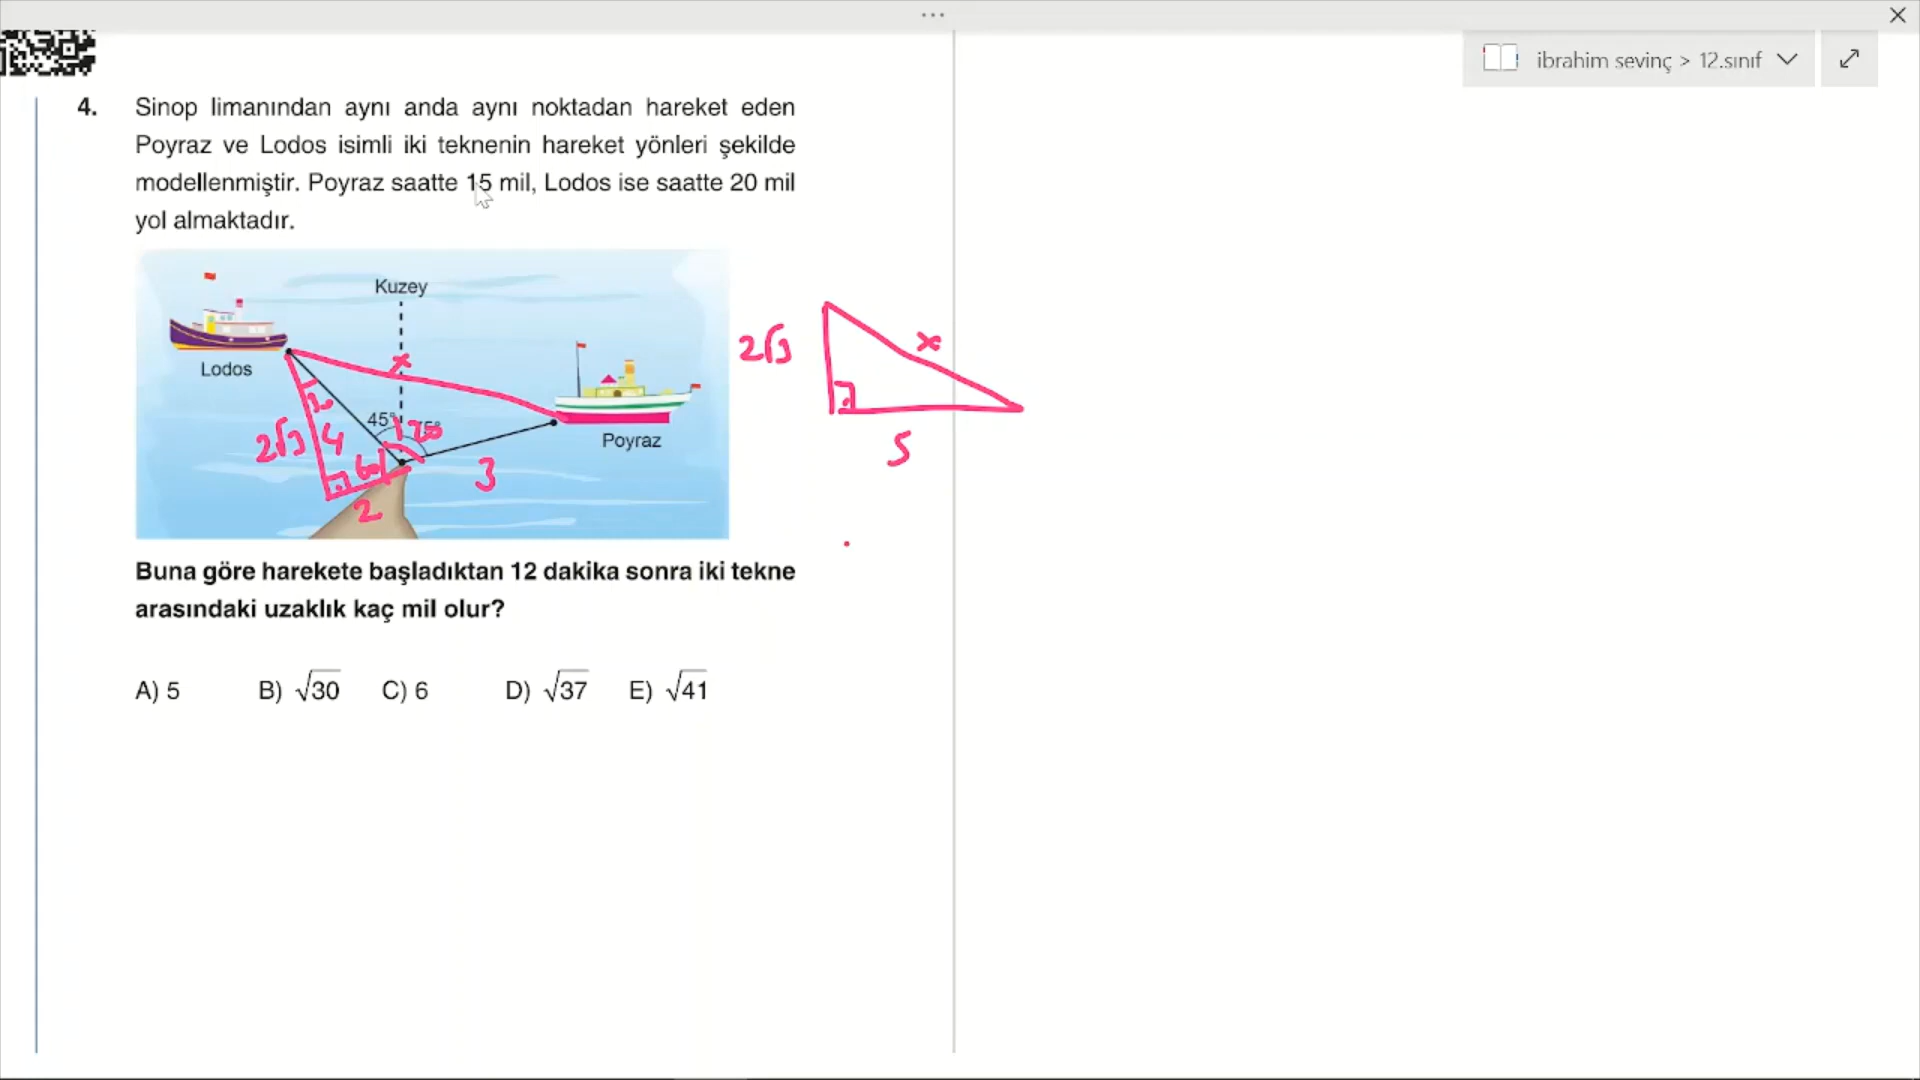 ibrahim sevinç > 12.sınıf
4. Sinop limanından aynı anda aynı noktadan hareket eden
Poyraz ve Lodos isimli iki teknenin hareket yönleri şekilde
modellenmiştir. Poyraz saatte 15 mil, Lodos ise saatte 20 mil
yol almaktadır.
Kuzey
Lodos
x
45°
120
Poyraz
2√3
4
60
3
2
2√3
x
5
Buna göre harekete başladıktan 12 dakika sonra iki tekne
arasındaki uzaklık kaç mil olur?
A) 5 B) √30 C) 6 D) √37 E) √41